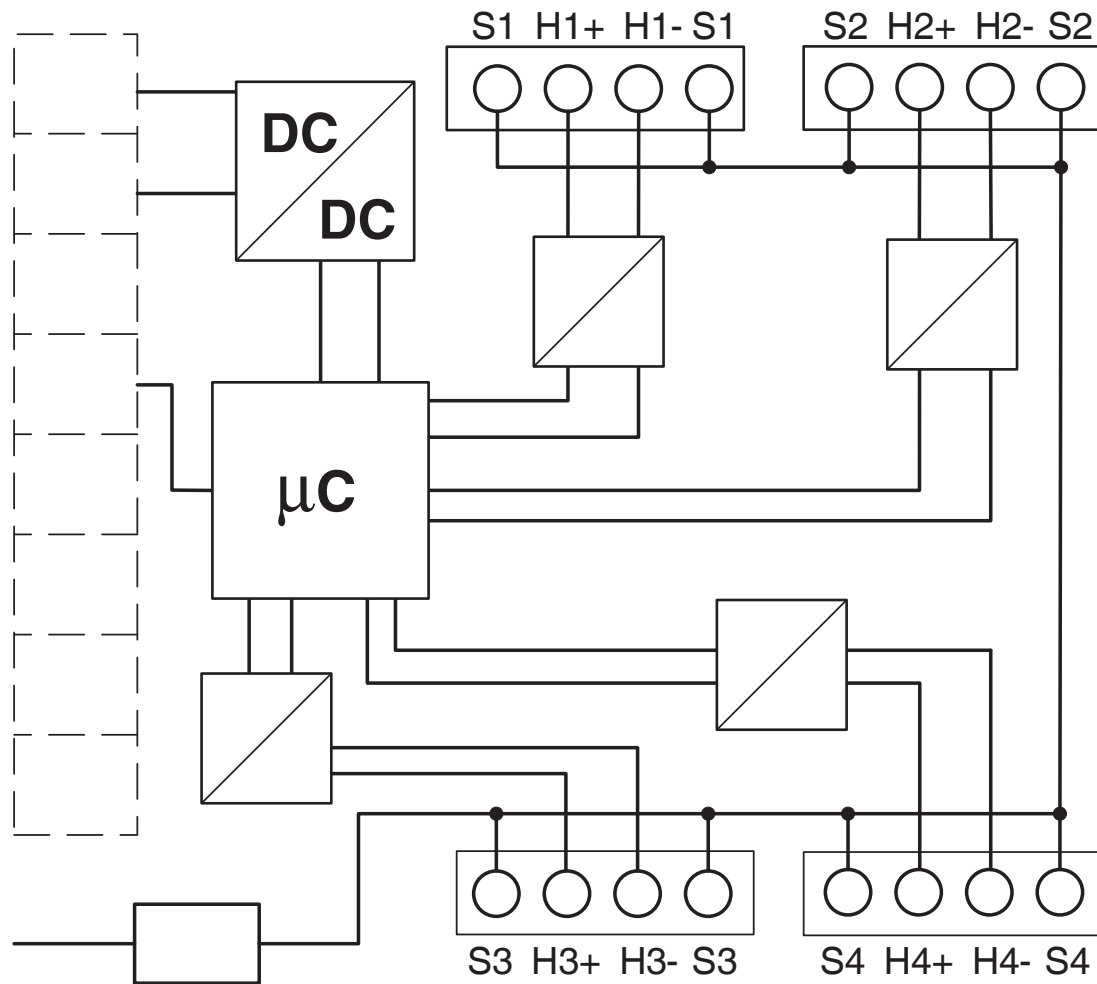 S1 H1+ H1- S1
S2 H2+ H2- S2
DC
DC
μC
S3 H3+ H3- S3
S4 H4+ H4- S4